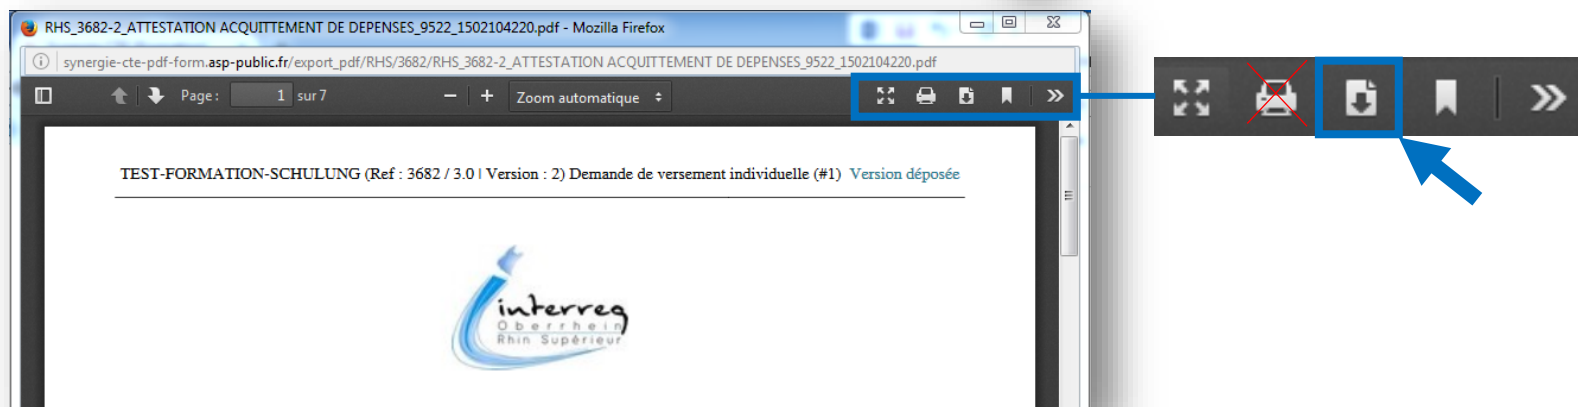 RHS_3682-2_ATTESTATION ACQUITTEMENT DE DEPENSES_9522_1502104220.pdf - Mozilla Firefox
synergie-cte-pdf-form.asp-public.fr/export_pdf/RHS/3682/RHS_3682-2_ATTESTATION ACQUITTEMENT DE DEPENSES_9522_1502104220.pdf
Page : 1 sur 7 Zoom automatique
TEST-FORMATION-SCHULUNG (Ref : 3682 / 3.0 | Version : 2) Demande de versement individuelle (#1) Version déposée
interreg
Oberrhein
Rhin Supérieur